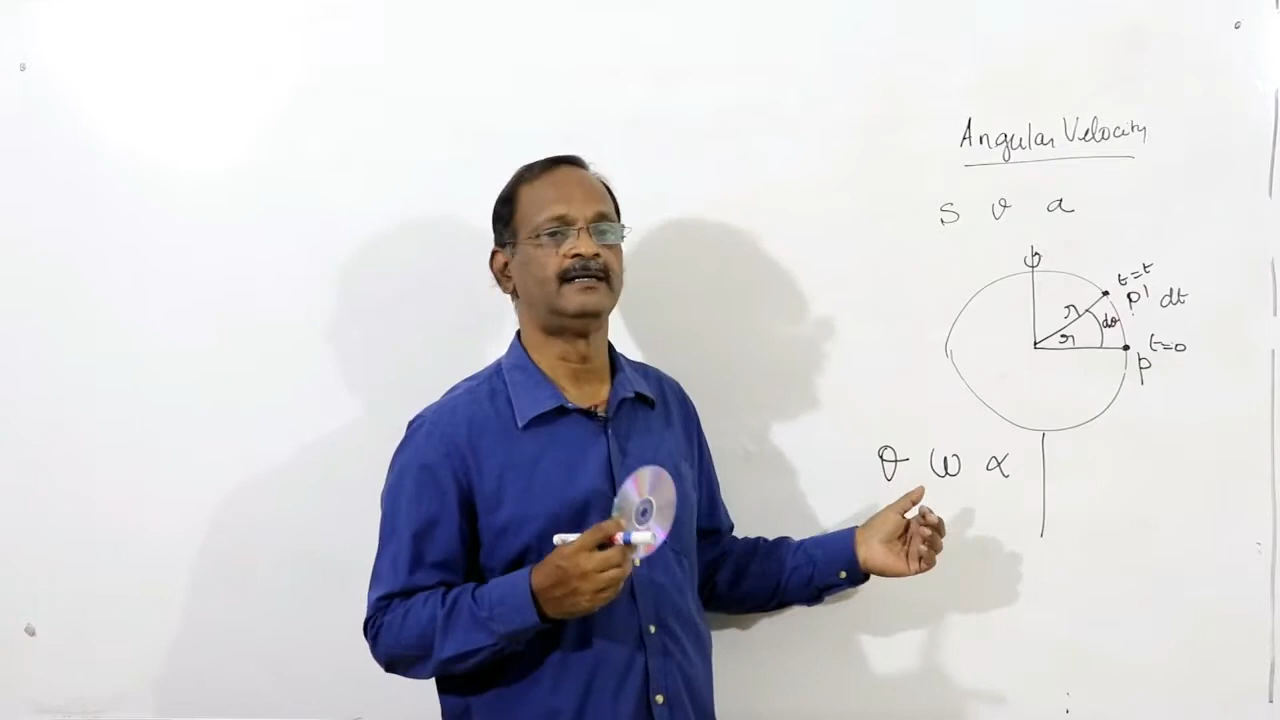 Angular Velocity
S v a
t=t
r p' dt
dθ
r t=0
p
θ ω α